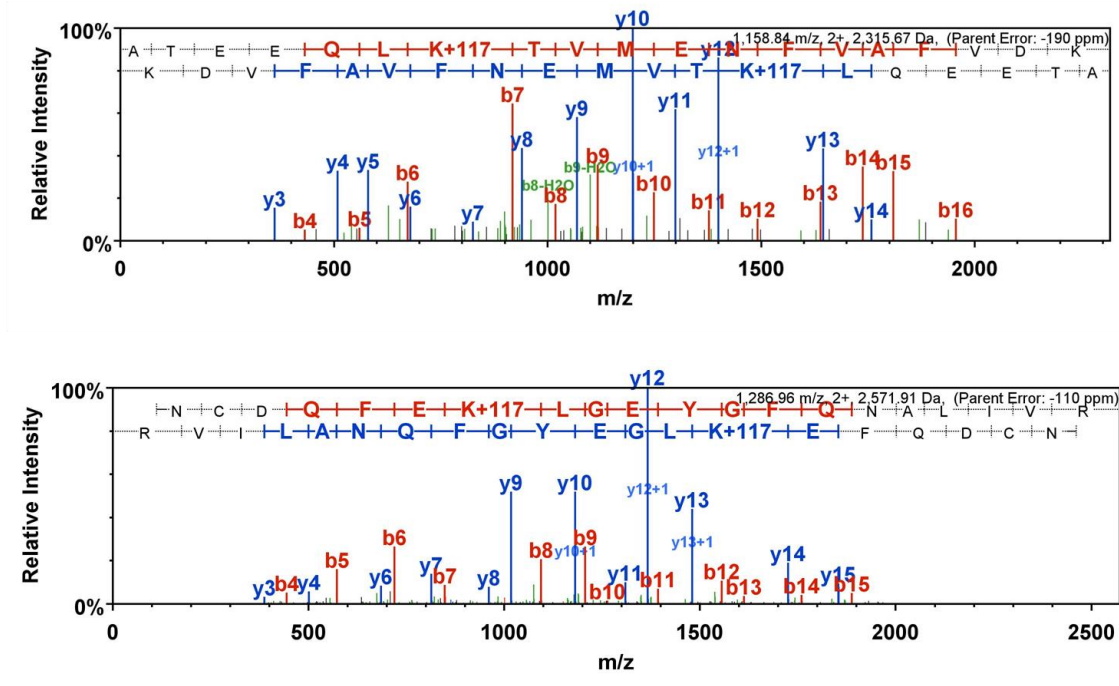 y10
100%
A T E E Q L K+117 T V M E N F V A F V D K
1,158.84 m/z, 2+, 2,315.67 Da, (Parent Error: -190 ppm)
y12
K D V F A V F N E M V T K+117 L Q E E T A
b7
y9 y11
y8 y13
y12+1
b9
y4 y5 b9-H2O y10+1 b14 b15
b6 b8-H2O b10
y3 y6 b8 b11 b13
b4 b5 y7 b12 y14 b16
Relative Intensity
0%
0 500 1000 1500 2000
m/z
y12
100%
N C D Q F E K+117 L G E Y G F Q N A L I V R
1,286.96 m/z, 2+, 2,571.91 Da, (Parent Error: -110 ppm)
R V I L A N Q F G Y E G L K+117 E F Q D C N
y9 y10 y12+1
y13
b6 b9
b8 y10+1 y13+1
b5 y14
y7 y11 b12 y15
y3 b4 y4 y6 b7 y8 b10 b11 b13 b14 b15
Relative Intensity
0%
0 500 1000 1500 2000 2500
m/z